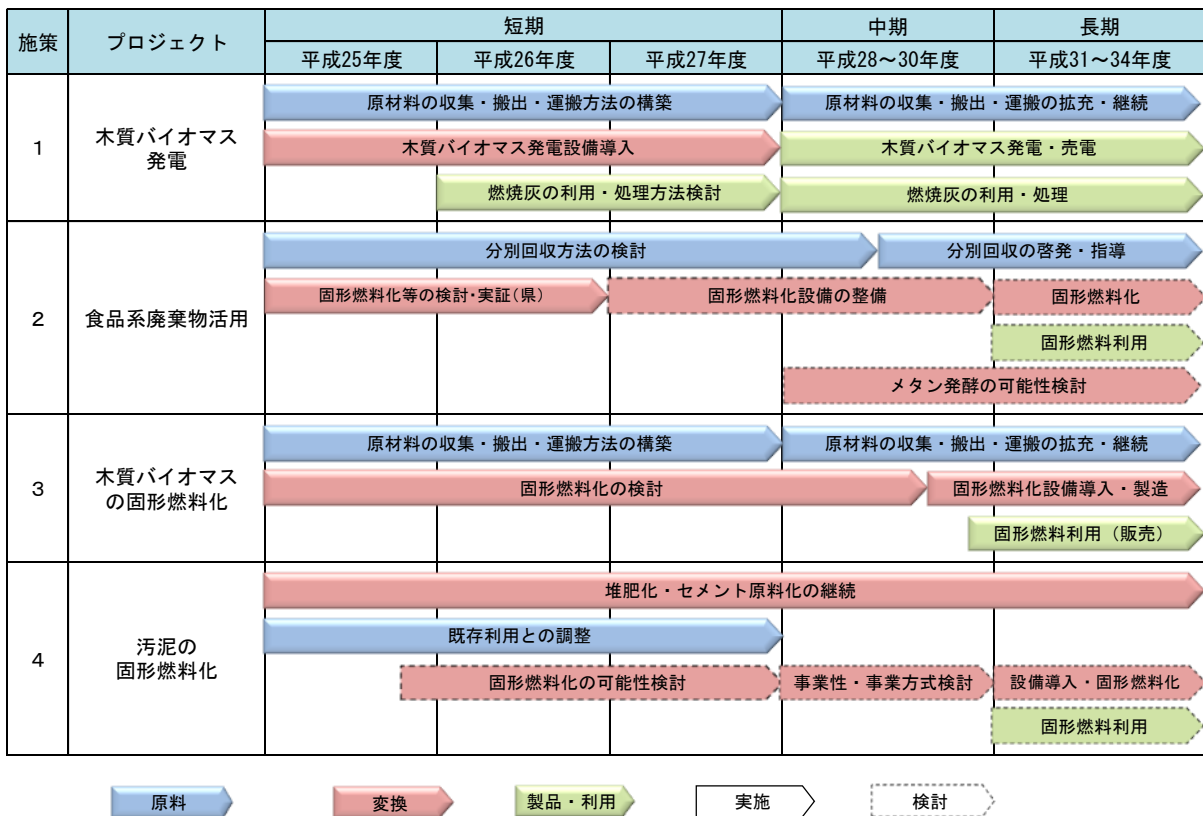 施策
プロジェクト
短期
中期
長期
平成25年度
平成26年度
平成27年度
平成28～30年度
平成31～34年度
1
木質バイオマス
発電
原材料の収集・搬出・運搬方法の構築
原材料の収集・搬出・運搬の拡充・継続
木質バイオマス発電設備導入
木質バイオマス発電・売電
燃焼灰の利用・処理方法検討
燃焼灰の利用・処理
2
食品系廃棄物活用
分別回収方法の検討
分別回収の啓発・指導
固形燃料化等の検討・実証(県)
固形燃料化設備の整備
固形燃料化
固形燃料利用
メタン発酵の可能性検討
3
木質バイオマス
の固形燃料化
原材料の収集・搬出・運搬方法の構築
原材料の収集・搬出・運搬の拡充・継続
固形燃料化の検討
固形燃料化設備導入・製造
固形燃料利用（販売）
4
汚泥の
固形燃料化
堆肥化・セメント原料化の継続
既存利用との調整
固形燃料化の可能性検討
事業性・事業方式検討
設備導入・固形燃料化
固形燃料利用
原料
変換
製品・利用
実施
検討